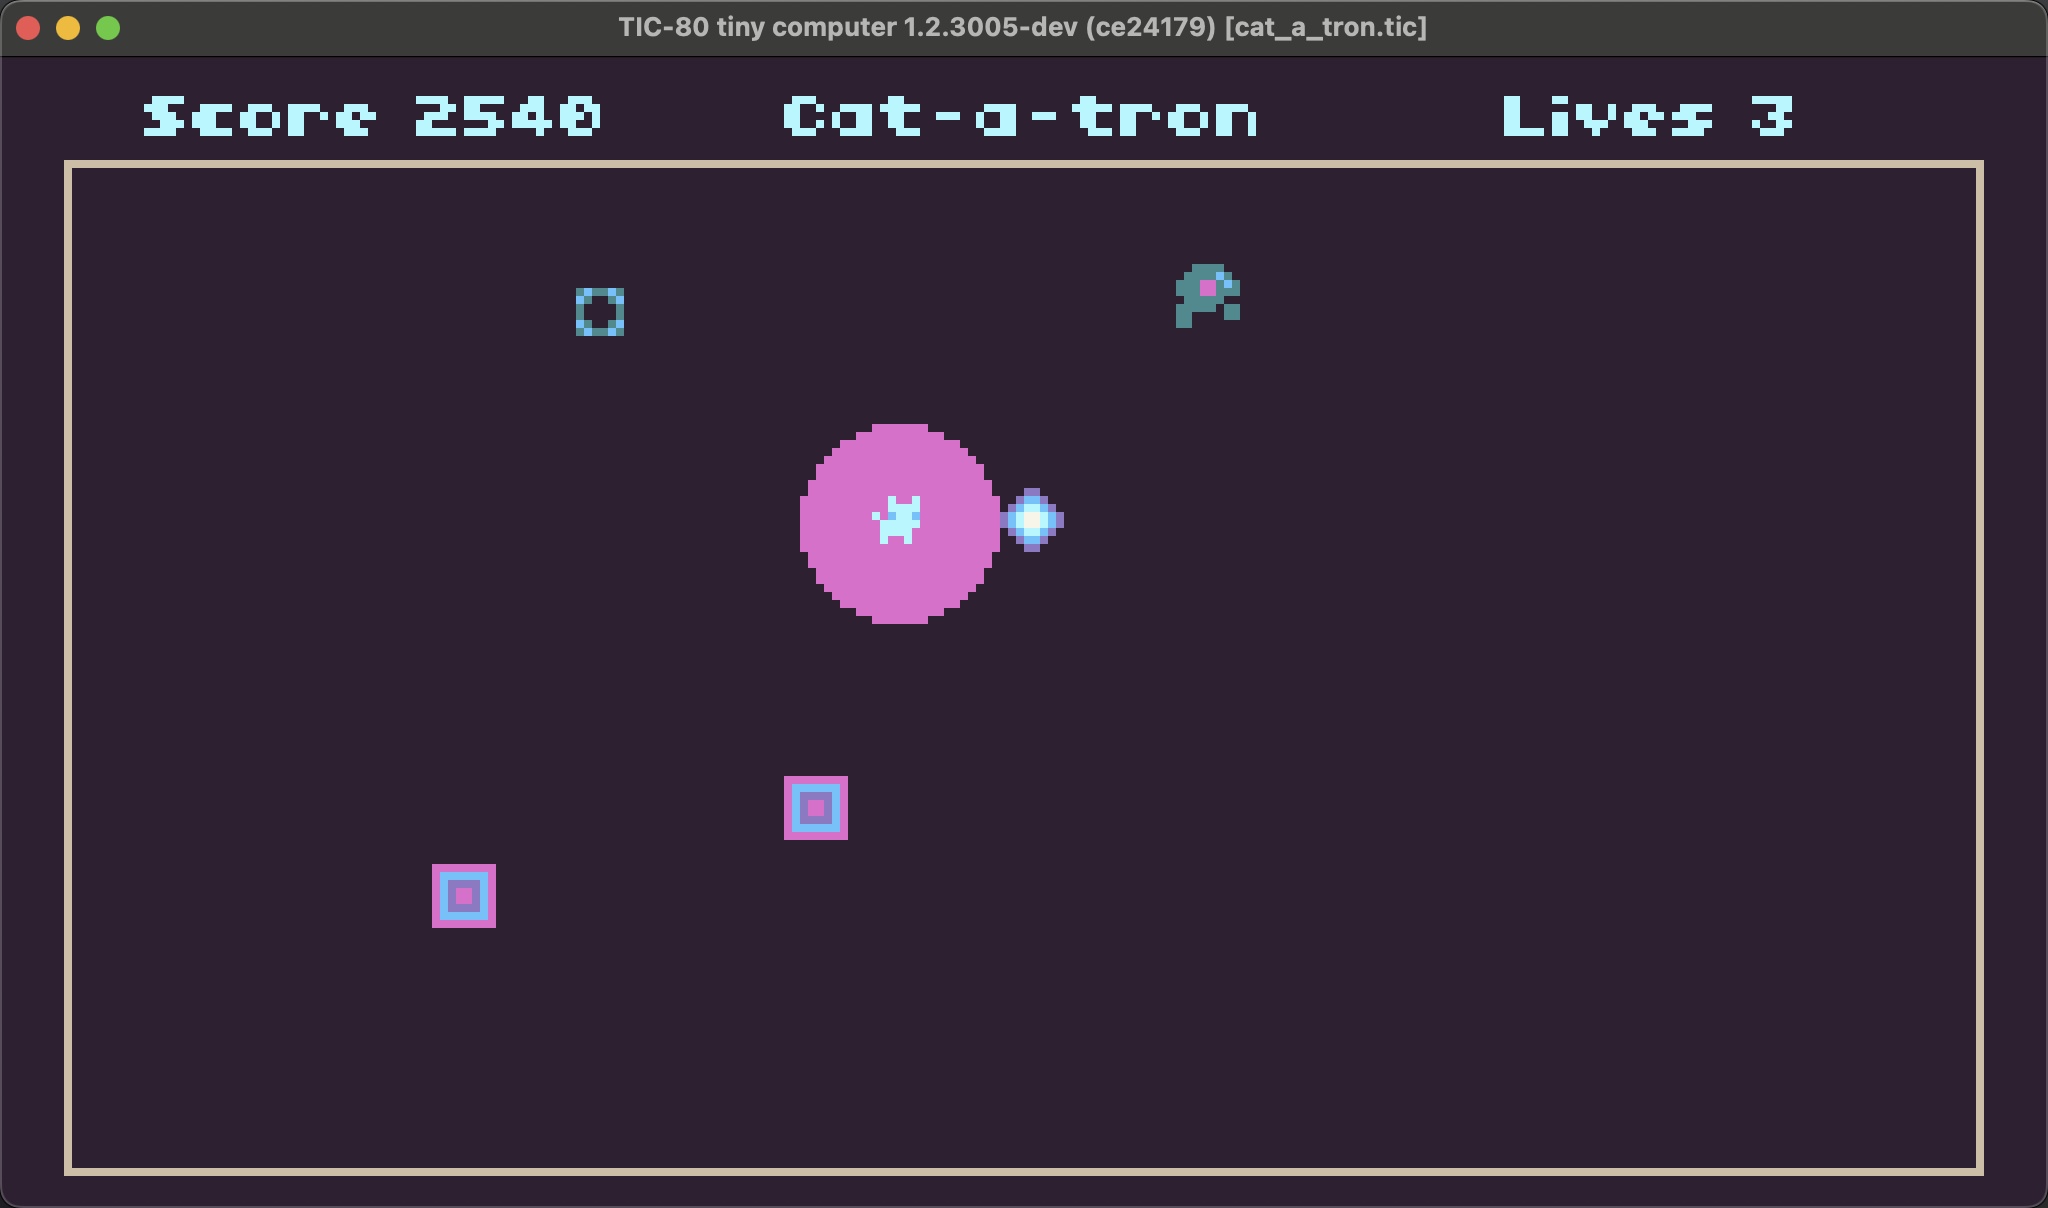 TIC-80 tiny computer 1.2.3005-dev (ce24179) [cat_a_tron.tic]
Score 2540 Cat-a-tron Lives 3